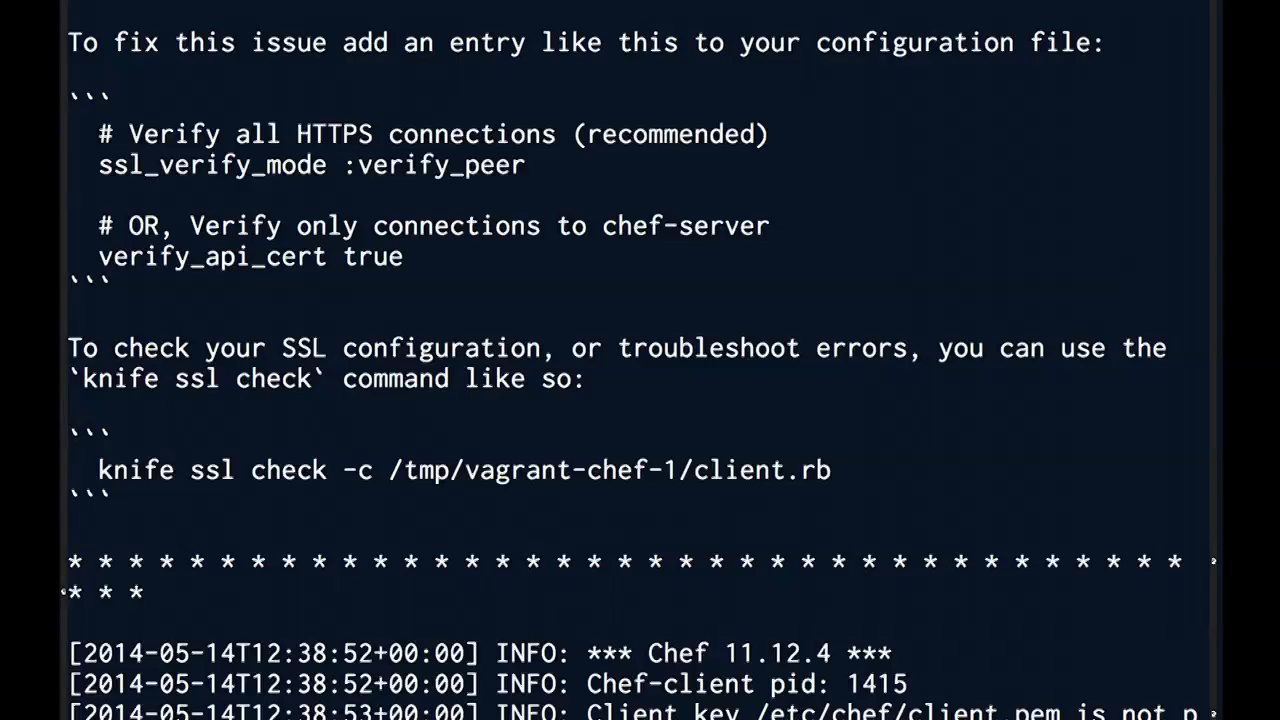 To fix this issue add an entry like this to your configuration file:
```
  # Verify all HTTPS connections (recommended)
  ssl_verify_mode :verify_peer
  # OR, Verify only connections to chef-server
  verify_api_cert true
```
To check your SSL configuration, or troubleshoot errors, you can use the
`knife ssl check` command like so:
```
  knife ssl check -c /tmp/vagrant-chef-1/client.rb
```
* * * * * * * * * * * * * * * * * * * * * * * * * * * * * * * * * * * * *
* * *
[2014-05-14T12:38:52+00:00] INFO: *** Chef 11.12.4 ***
[2014-05-14T12:38:52+00:00] INFO: Chef-client pid: 1415
[2014-05-14T12:38:53+00:00] INFO: Client key /etc/chef/client.pem is not p